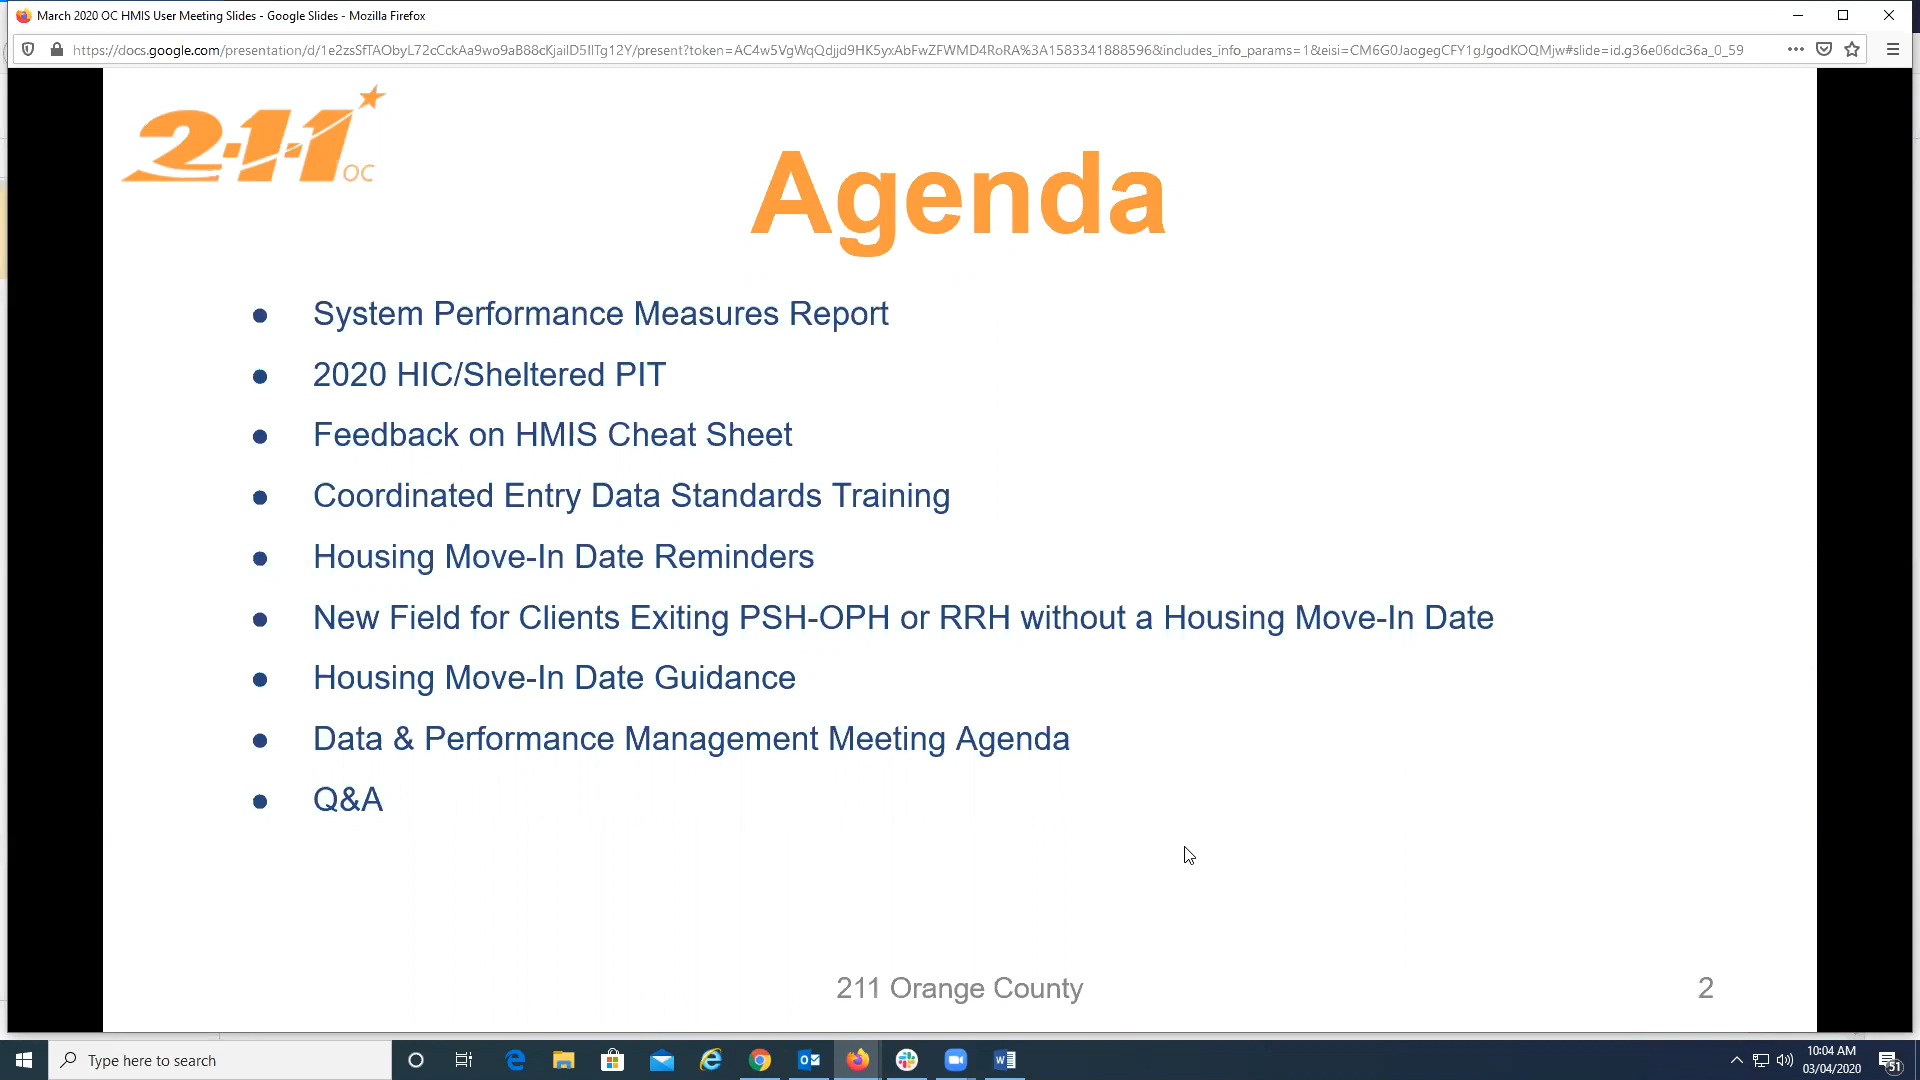 March 2020 OC HMIS User Meeting Slides - Google Slides - Mozilla Firefox
https://docs.google.com/presentation/d/1e2zsSfTAObyL72cCckAa9wo9aB88cKjailD5IlTg12Y/present?token=AC4w5VgWqQdjjd9HK5yxAbFwZFWMD4RoRA%3A1583341888596&includes_info_params=1&eisi=CM6G0JaogegCFY1gJgodKOQMjw#slide=id.g36e06dc36a_0_59
2·1·1 OC
Agenda
● System Performance Measures Report
● 2020 HIC/Sheltered PIT
● Feedback on HMIS Cheat Sheet
● Coordinated Entry Data Standards Training
● Housing Move-In Date Reminders
● New Field for Clients Exiting PSH-OPH or RRH without a Housing Move-In Date
● Housing Move-In Date Guidance
● Data & Performance Management Meeting Agenda
● Q&A
211 Orange County
2
Type here to search
10:04 AM
03/04/2020
51